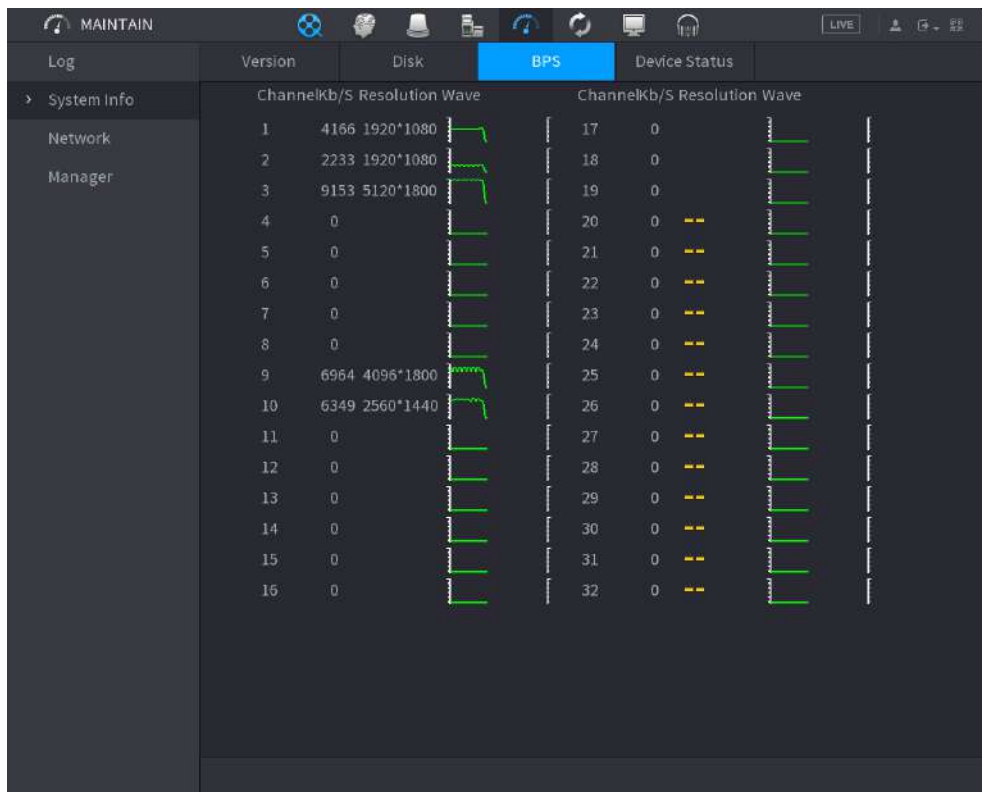 MAINTAIN LIVE
Log Version Disk BPS Device Status
System Info ChannelKb/S Resolution Wave ChannelKb/S Resolution Wave
1 4166 1920*1080 17 0
Network
2 2233 1920*1080 18 0
Manager
3 9153 5120*1800 19 0
4 0 20 0 --
5 0 21 0 --
6 0 22 0 --
7 0 23 0 --
8 0 24 0 --
9 6964 4096*1800 25 0 --
10 6349 2560*1440 26 0 --
11 0 27 0 --
12 0 28 0 --
13 0 29 0 --
14 0 30 0 --
15 0 31 0 --
16 0 32 0 --